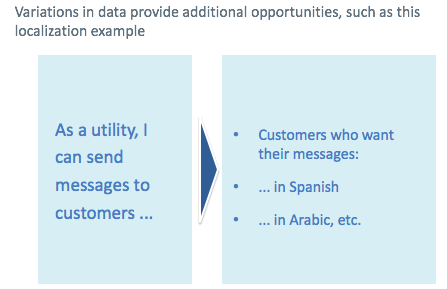 Variations in data provide additional opportunities, such as this
localization example
As a utility, I
can send
messages to
customers ...
• Customers who want
their messages:
• ... in Spanish
• ... in Arabic, etc.